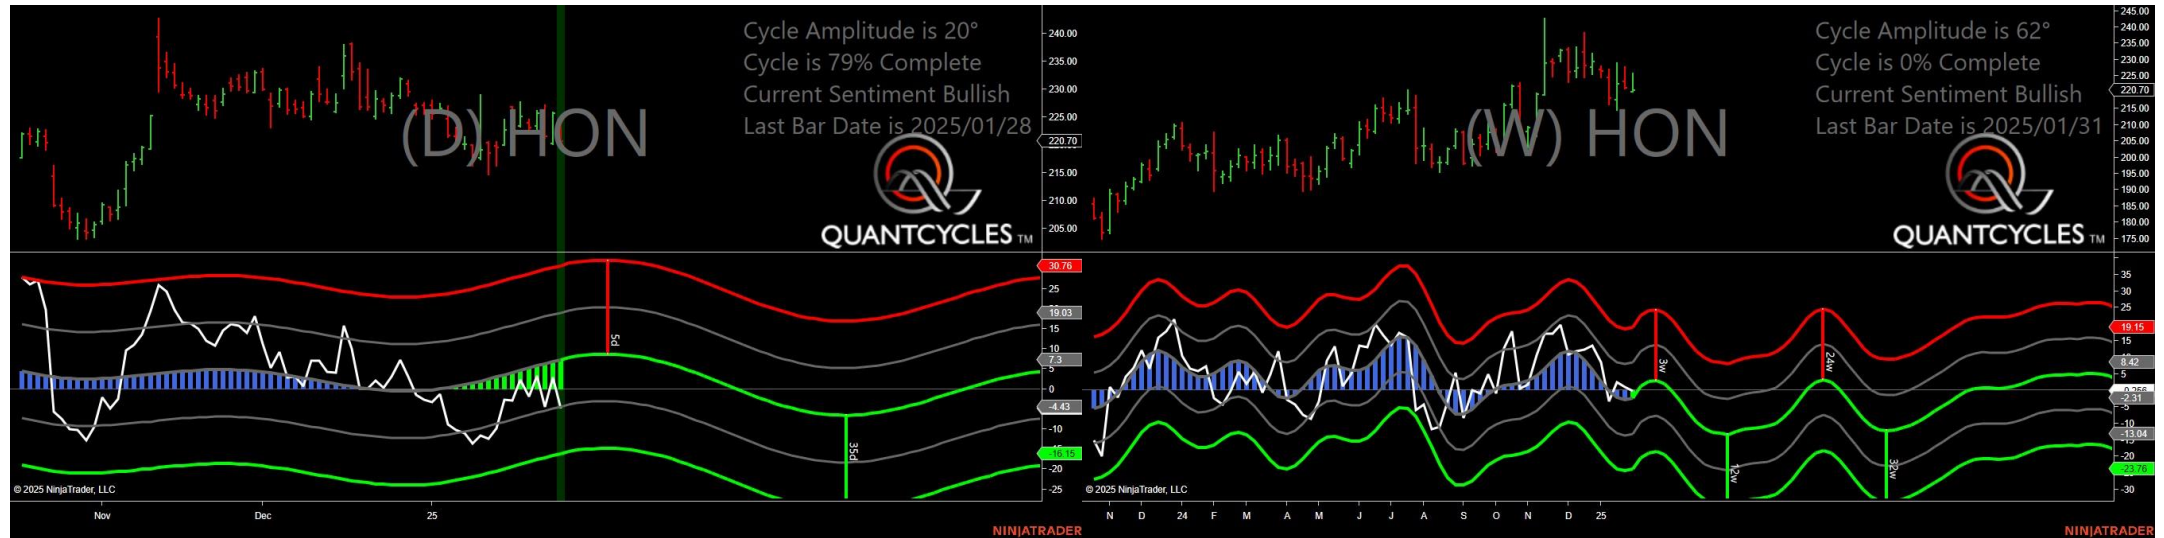 Cycle Amplitude is 20°
Cycle is 79% Complete
Current Sentiment Bullish
Last Bar Date is 2025/01/28
(D) HON
QUANTCYCLES TM
240.00
235.00
230.00
225.00
220.70
215.00
210.00
205.00
30.76
25
19.03
15
10
7.3
5
0
-4.43
-10
-16.15
-20
-25
5d
35d
© 2025 NinjaTrader, LLC
Nov
Dec
25
NINJATRADER
Cycle Amplitude is 62°
Cycle is 0% Complete
Current Sentiment Bullish
Last Bar Date is 2025/01/31
(W) HON
QUANTCYCLES TM
245.00
240.00
235.00
230.00
225.00
220.70
215.00
210.00
205.00
200.00
195.00
190.00
185.00
180.00
175.00
35
30
25
19.15
15
8.42
5
-2.31
-5
-10
-13.04
-20
-23.76
-30
3w
12w
24w
32w
© 2025 NinjaTrader, LLC
N D 24 F M A M J J A S O N D 25
NINJATRADER